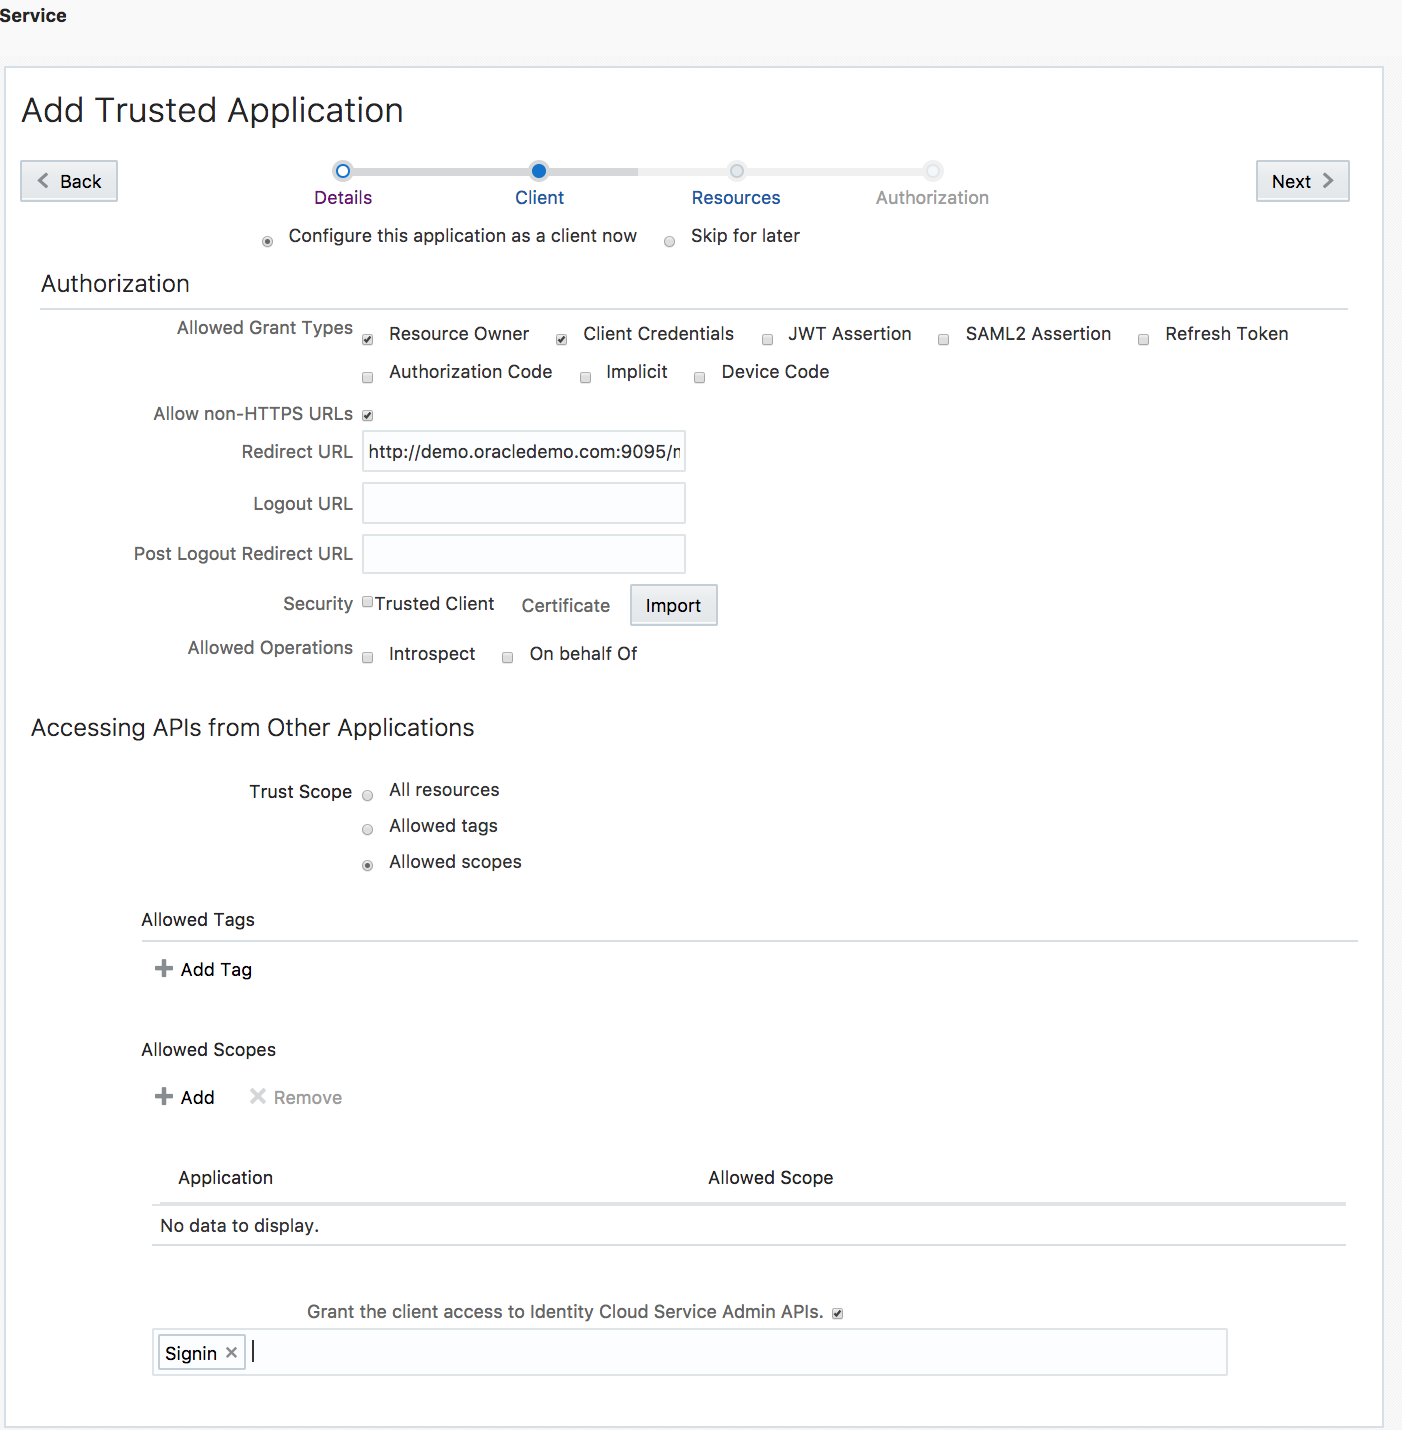 Service
Add Trusted Application
Back
Next
Details
Client
Resources
Authorization
Configure this application as a client now
Skip for later
Authorization
Allowed Grant Types Resource Owner Client Credentials JWT Assertion SAML2 Assertion Refresh Token
Authorization Code Implicit Device Code
Allow non-HTTPS URLs
Redirect URL http://demo.oracledemo.com:9095/
Logout URL
Post Logout Redirect URL
Security Trusted Client Certificate Import
Allowed Operations Introspect On behalf Of
Accessing APIs from Other Applications
Trust Scope All resources
Allowed tags
Allowed scopes
Allowed Tags
Add Tag
Allowed Scopes
Add Remove
Application Allowed Scope
No data to display.
Grant the client access to Identity Cloud Service Admin APIs.
Signin